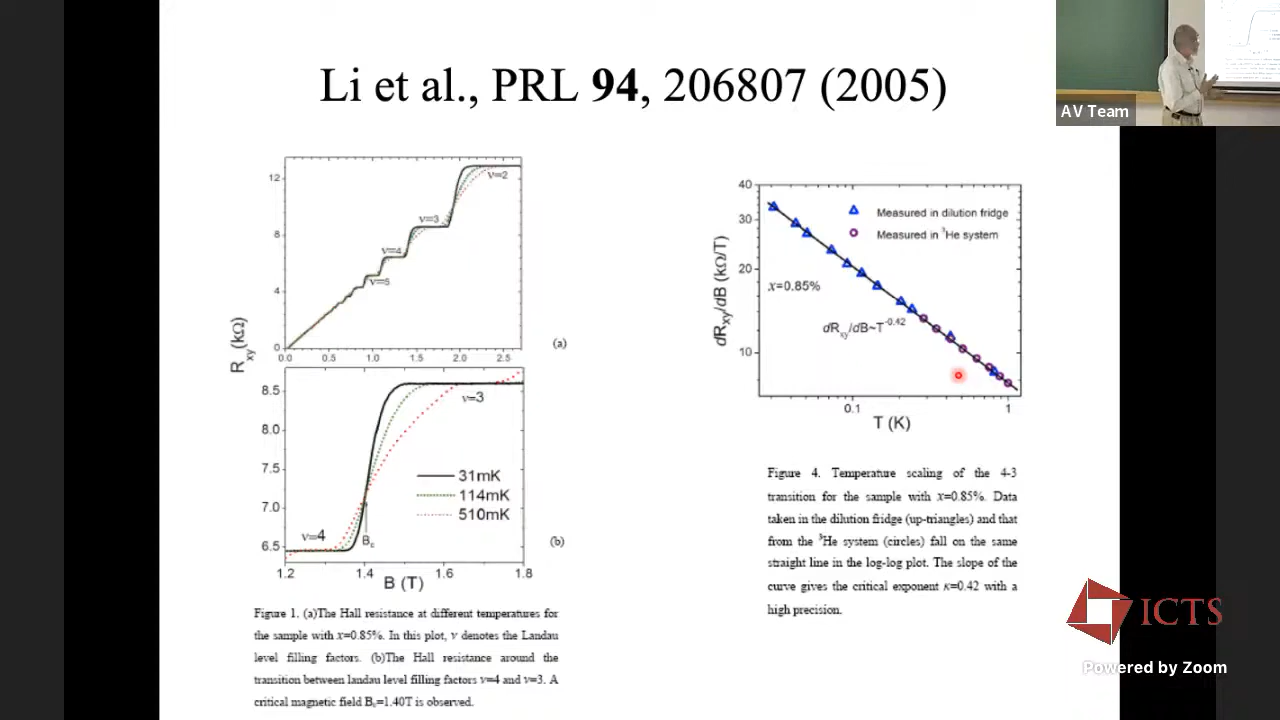 Li et al., PRL 94, 206807 (2005)
AV Team
12
8
4
0
0.0 0.5 1.0 1.5 2.0 2.5
ν=2
ν=3
ν=4
ν=5
(a)
Rxy(kΩ)
8.5
8.0
7.5
7.0
6.5
1.2 1.4 1.6 1.8
ν=3
31mK
114mK
510mK
ν=4
Bc
(b)
B (T)
Figure 1. (a)The Hall resistance at different temperatures for
the sample with x=0.85%. In this plot, ν denotes the Landau
level filling factors. (b)The Hall resistance around the
transition between landau level filling factors ν=4 and ν=3. A
critical magnetic field Bc=1.40T is observed.
40
30
20
10
dRxy/dB (kΩ/T)
Measured in dilution fridge
Measured in ³He system
x=0.85%
dRxy/dB~T-0.42
0.1 1
T (K)
Figure 4. Temperature scaling of the 4-3
transition for the sample with x=0.85%. Data
taken in the dilution fridge (up-triangles) and that
from the ³He system (circles) fall on the same
straight line in the log-log plot. The slope of the
curve gives the critical exponent κ=0.42 with a
high precision.
ICTS
Powered by Zoom